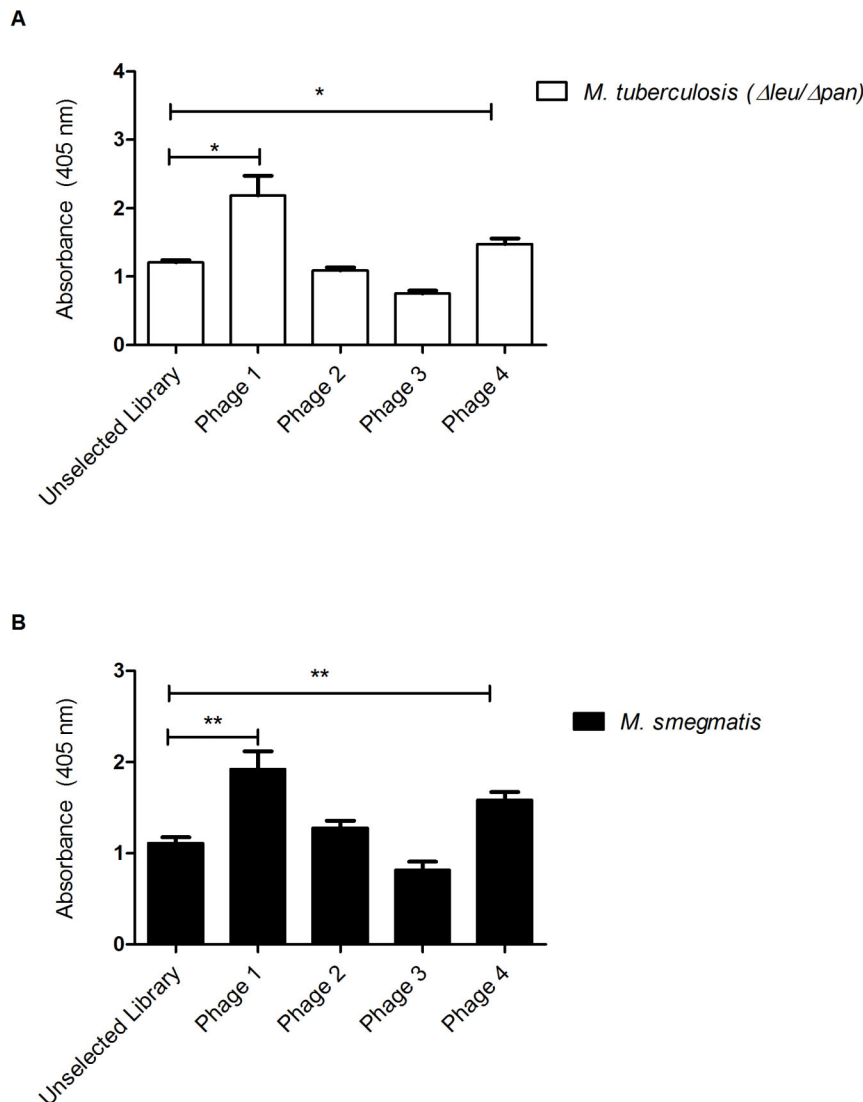 A
4
3
2
1
0
Absorbance (405 nm)
*
*
M. tuberculosis (Δleu/Δpan)
Unselected Library
Phage 1
Phage 2
Phage 3
Phage 4
B
3
2
1
0
Absorbance (405 nm)
**
**
M. smegmatis
Unselected Library
Phage 1
Phage 2
Phage 3
Phage 4